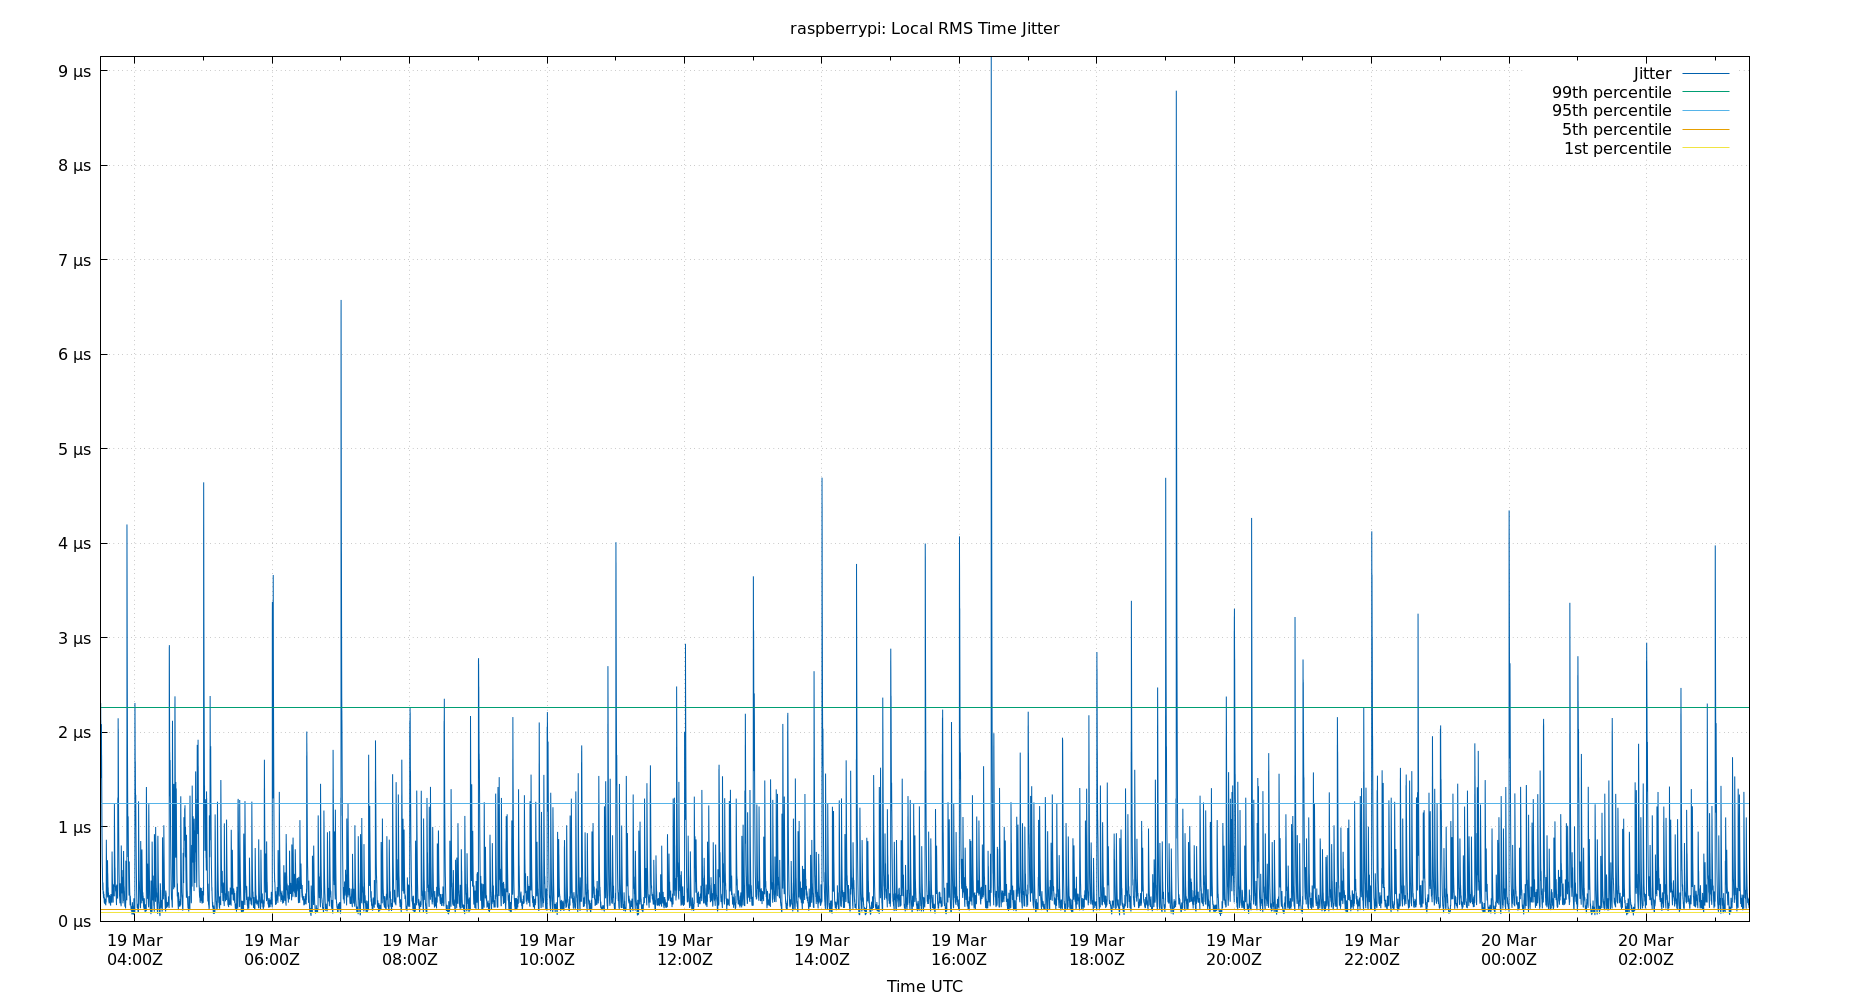 raspberrypi: Local RMS Time Jitter
9 µs
8 µs
7 µs
6 µs
5 µs
4 µs
3 µs
2 µs
1 µs
0 µs
Jitter
99th percentile
95th percentile
5th percentile
1st percentile
19 Mar
04:00Z
19 Mar
06:00Z
19 Mar
08:00Z
19 Mar
10:00Z
19 Mar
12:00Z
19 Mar
14:00Z
19 Mar
16:00Z
19 Mar
18:00Z
19 Mar
20:00Z
19 Mar
22:00Z
20 Mar
00:00Z
20 Mar
02:00Z
Time UTC